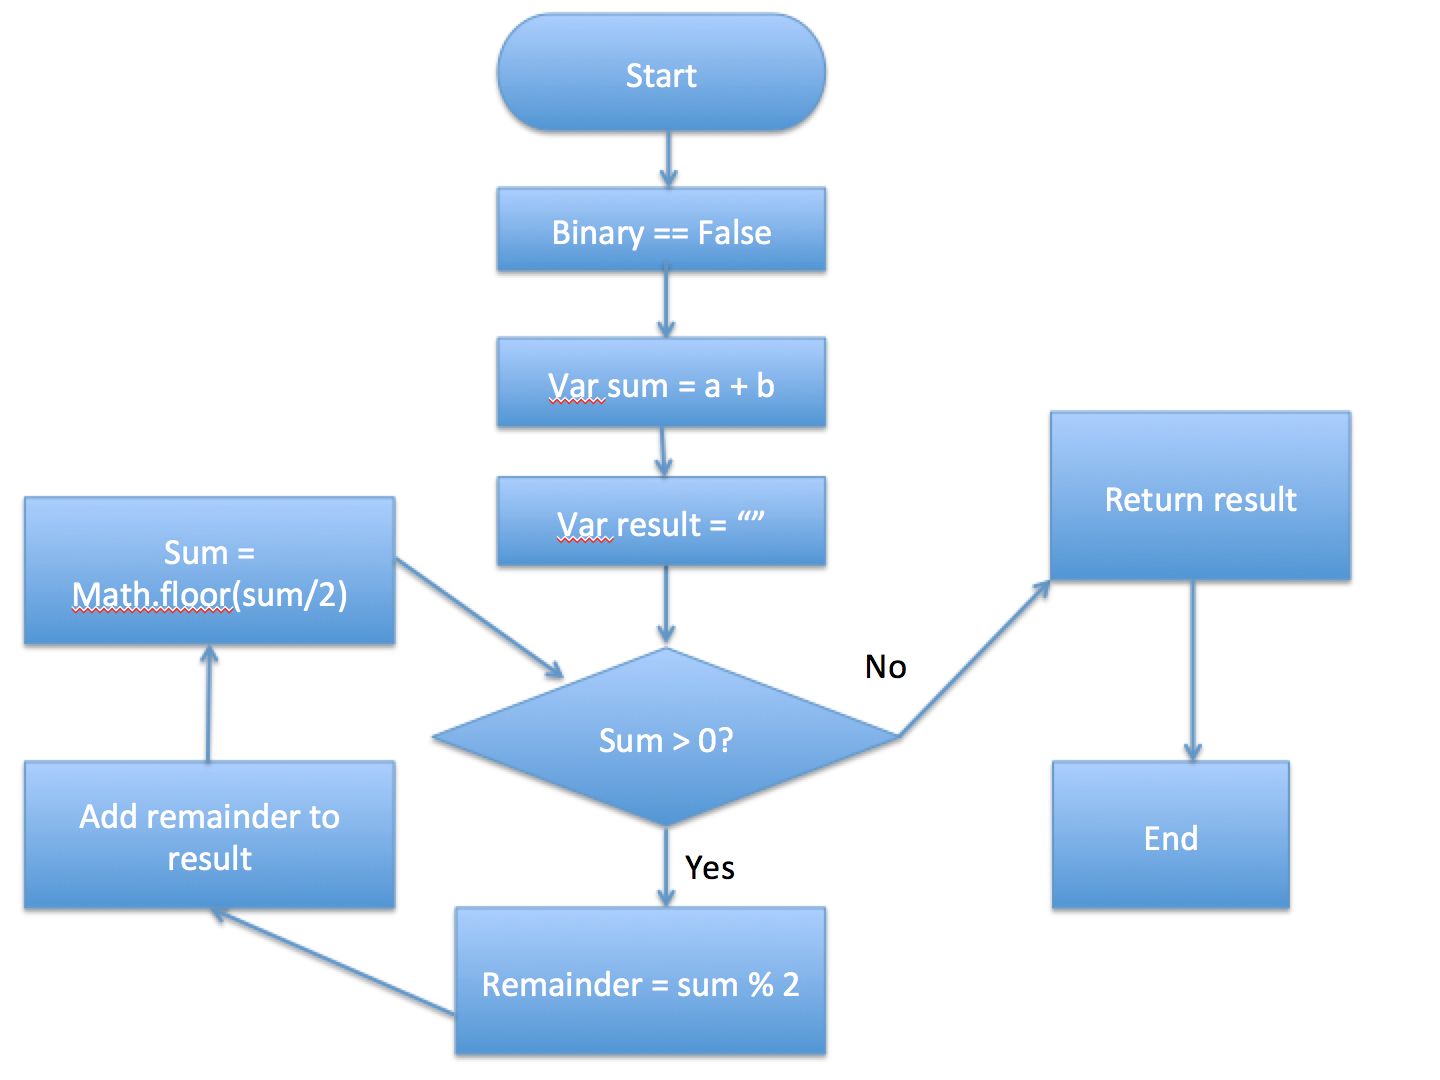 Start
Binary == False
Var sum = a + b
Var result = “”
Sum > 0?
Yes
Remainder = sum % 2
Add remainder to
result
Sum =
Math.floor(sum/2)
No
Return result
End